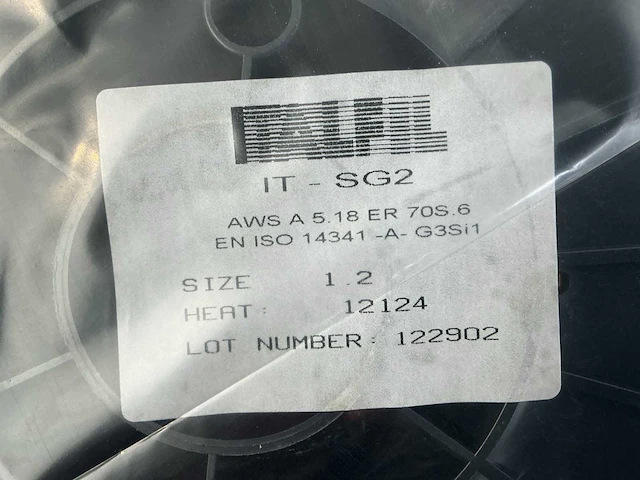 IT - SG2
AWS A 5.18 ER 70S.6
EN ISO 14341 -A- G3Si1
SIZE 1.2
HEAT: 12124
LOT NUMBER: 122902